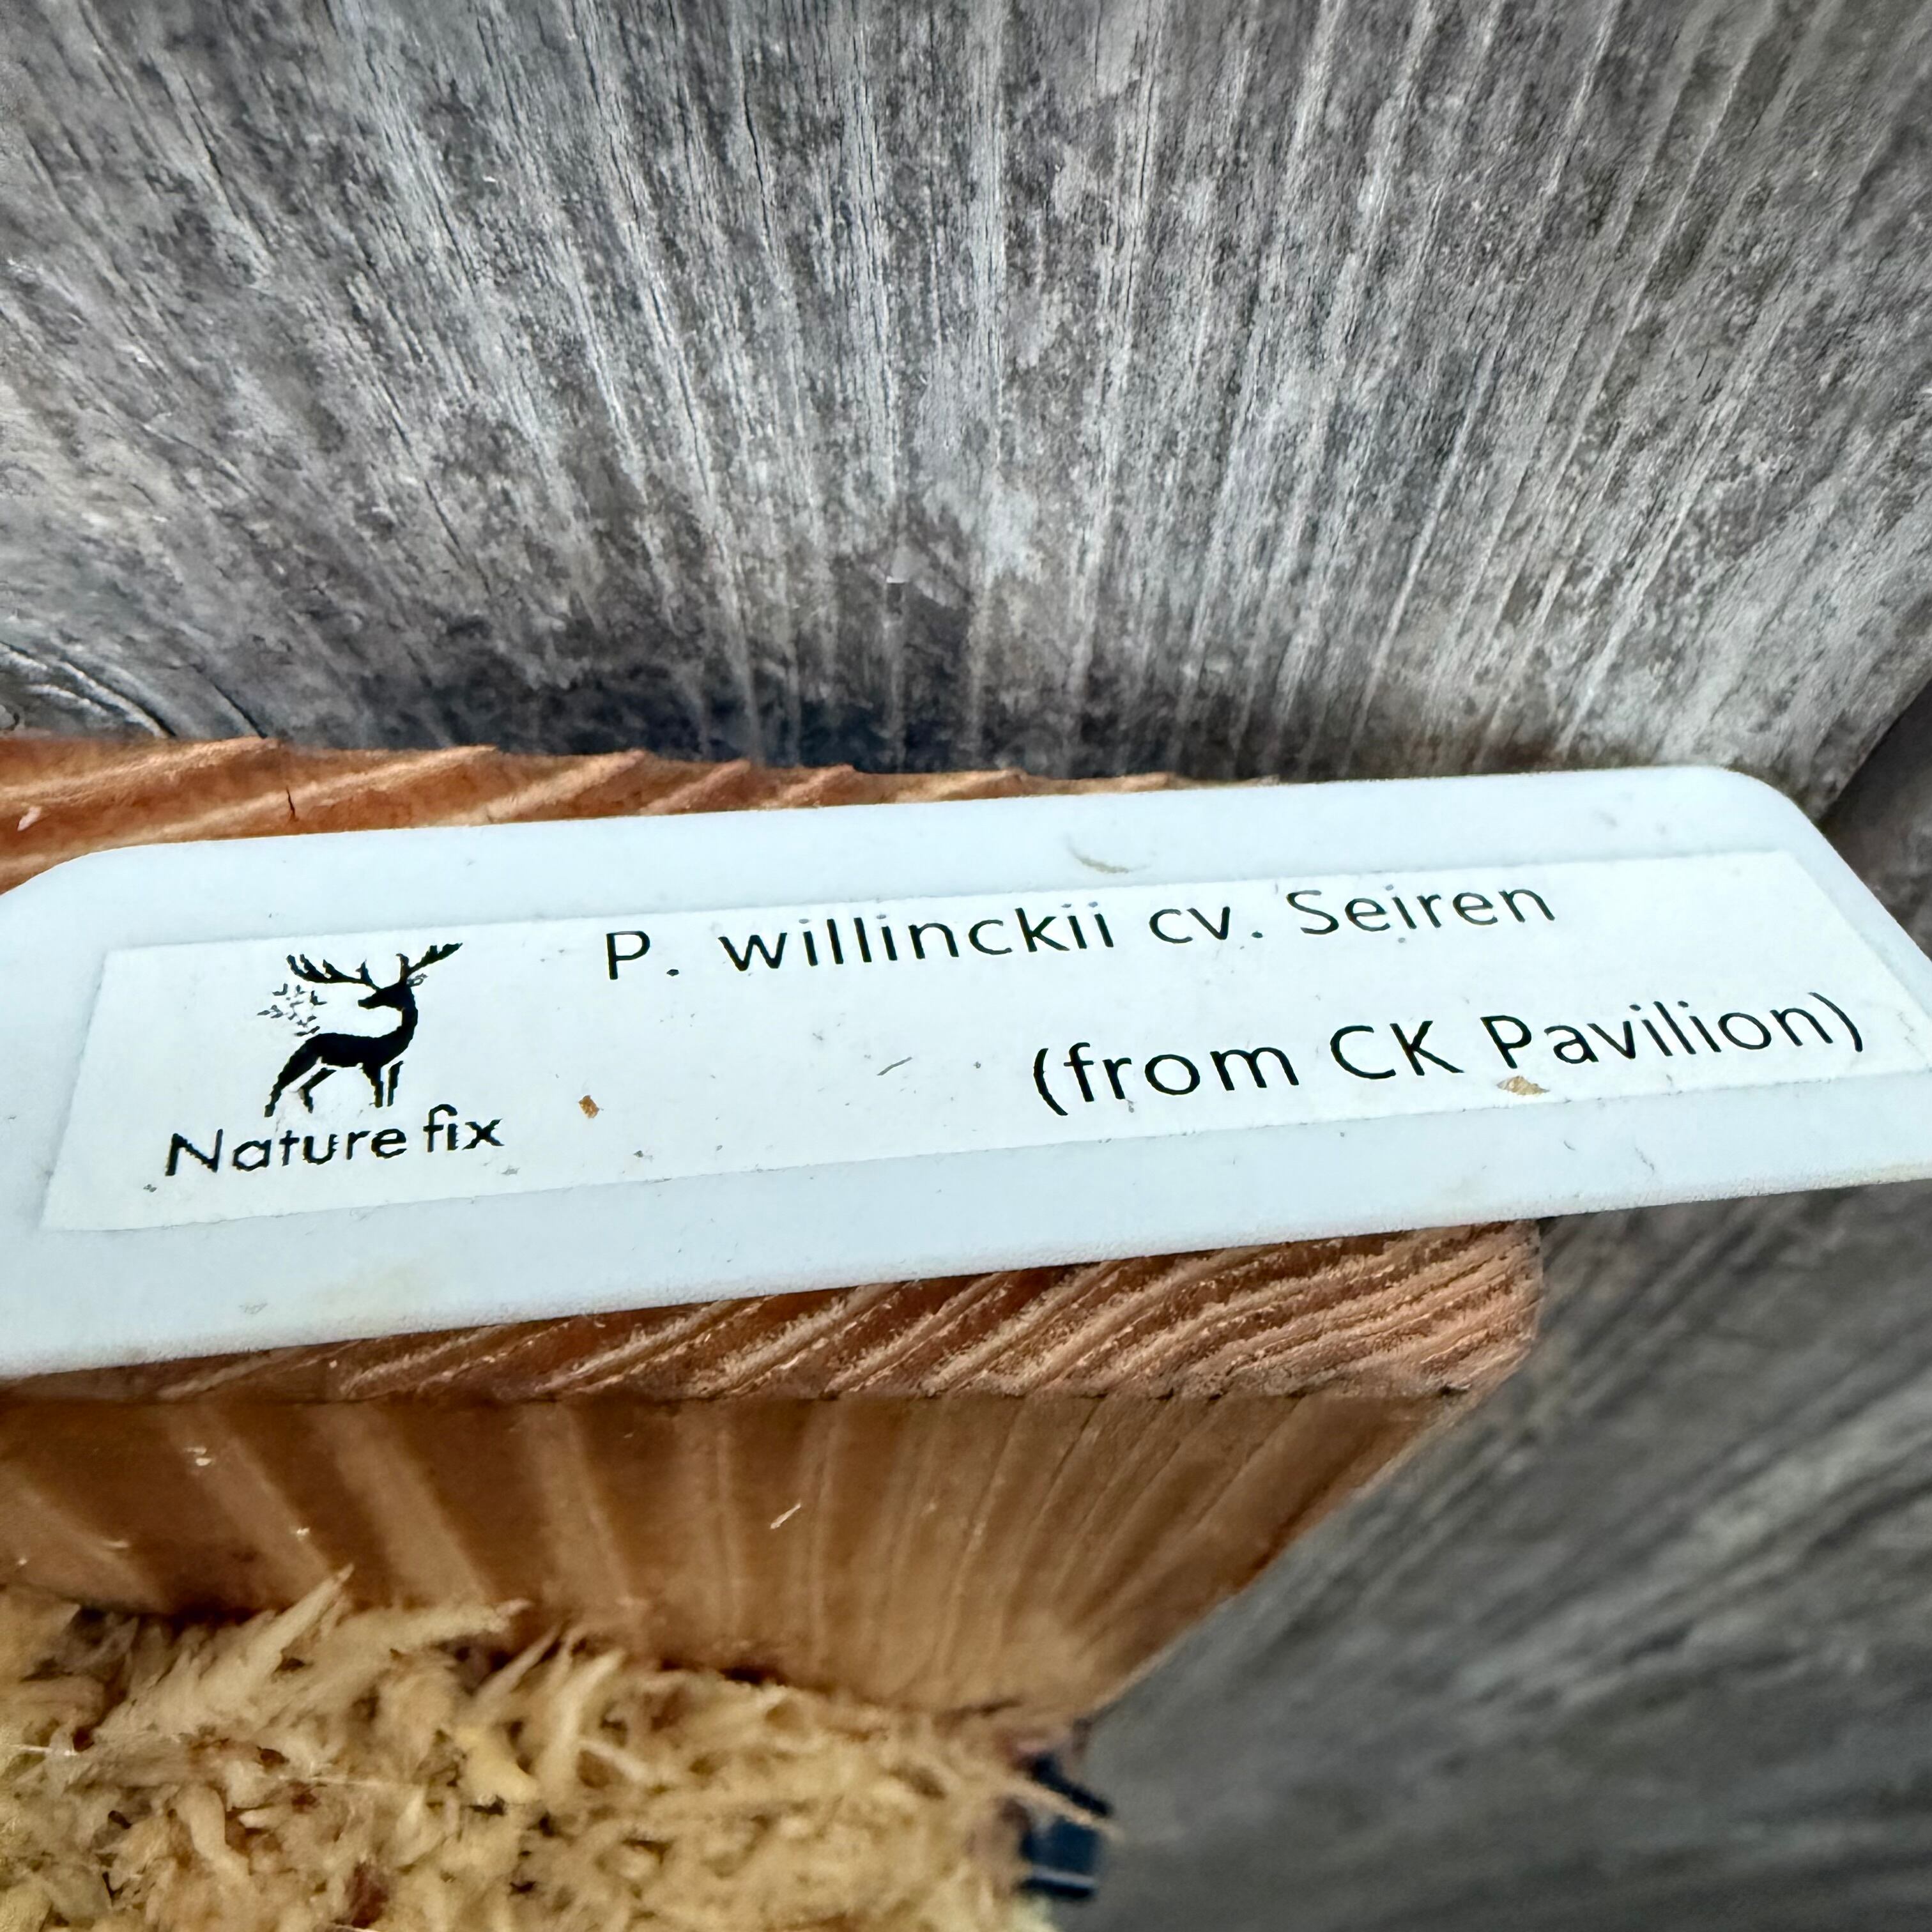 P. willinckii cv. Seiren
(from CK Pavilion)
Nature fix